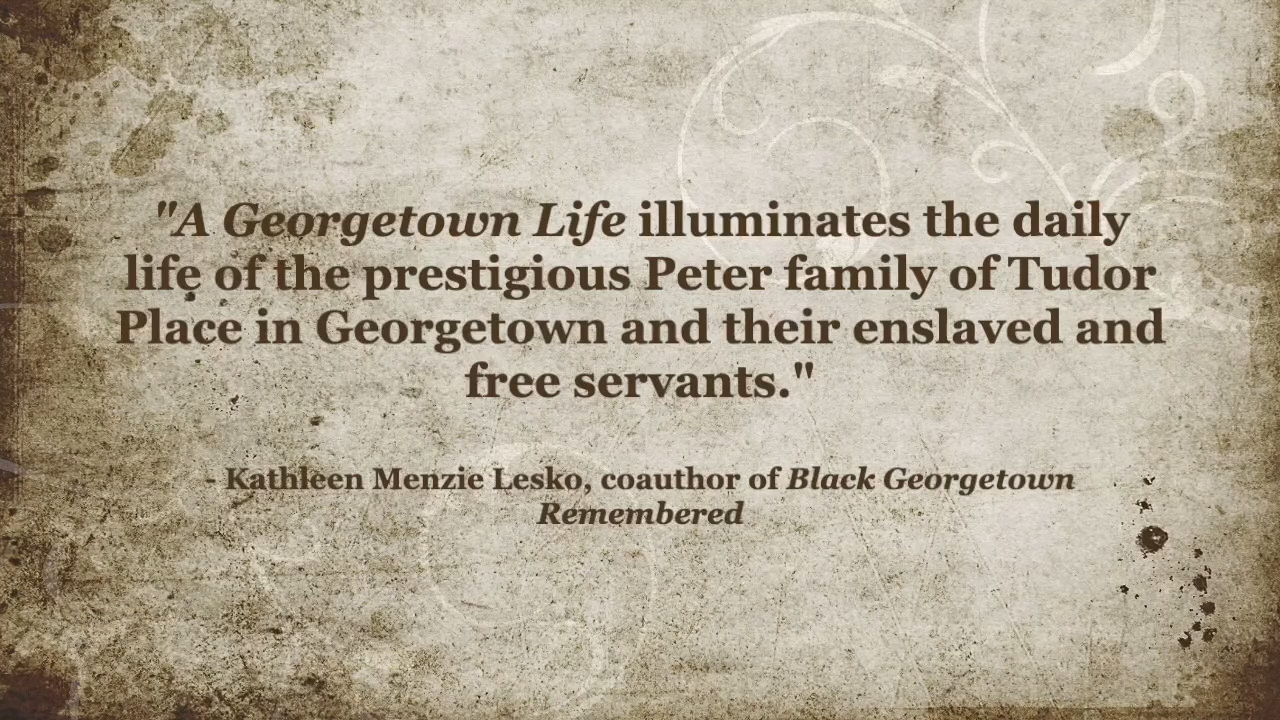 "A Georgetown Life illuminates the daily
life of the prestigious Peter family of Tudor
Place in Georgetown and their enslaved and
free servants."
- Kathleen Menzie Lesko, coauthor of Black Georgetown
Remembered